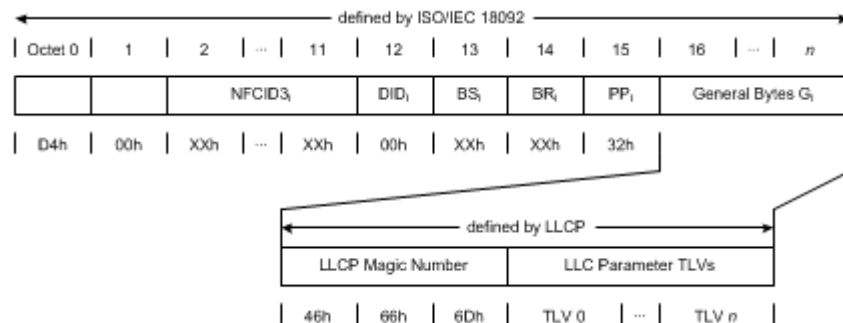 defined by ISO/IEC 18092
Octet 0 1 2 ... 11 12 13 14 15 16 ... n
NFCID3i DIDi BSi BRi PPi General Bytes Gi
D4h 00h XXh ... XXh 00h XXh XXh 32h
defined by LLCP
LLCP Magic Number LLC Parameter TLVs
46h 66h 6Dh TLV 0 ... TLV n